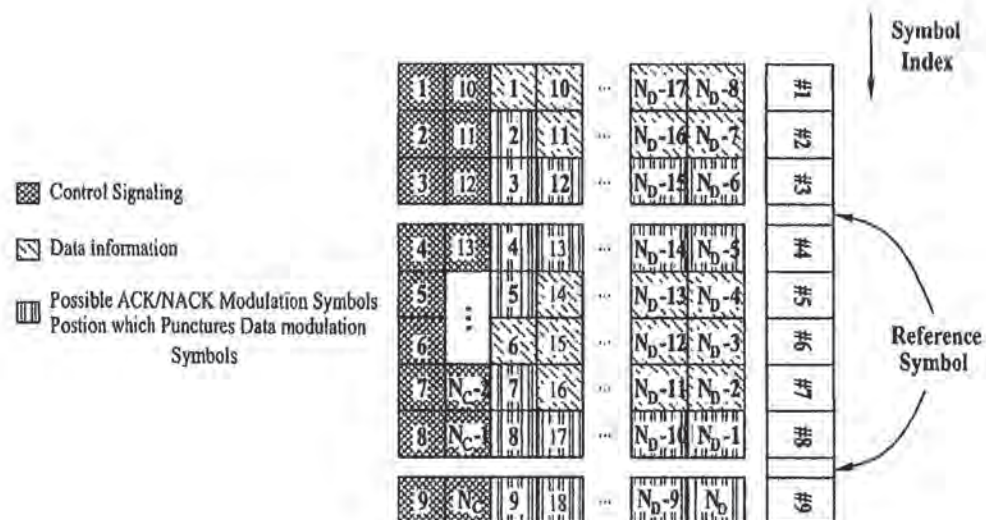 Symbol
Index
1 10 1 10 ... N_D-17 N_D-8 #1
2 11 2 11 ... N_D-16 N_D-7 #2
3 12 3 12 ... N_D-15 N_D-6 #3
Control Signaling
4 13 4 13 ... N_D-14 N_D-5 #4
Data information
5 ... 5 14 ... N_D-13 N_D-4 #5
Possible ACK/NACK Modulation Symbols
Postion which Punctures Data modulation
Symbols
6 6 15 ... N_D-12 N_D-3 #6
Reference
Symbol
7 N_C-2 7 16 ... N_D-11 N_D-2 #7
8 N_C-1 8 17 ... N_D-10 N_D-1 #8
9 N_C 9 18 ... N_D-9 N_D #9